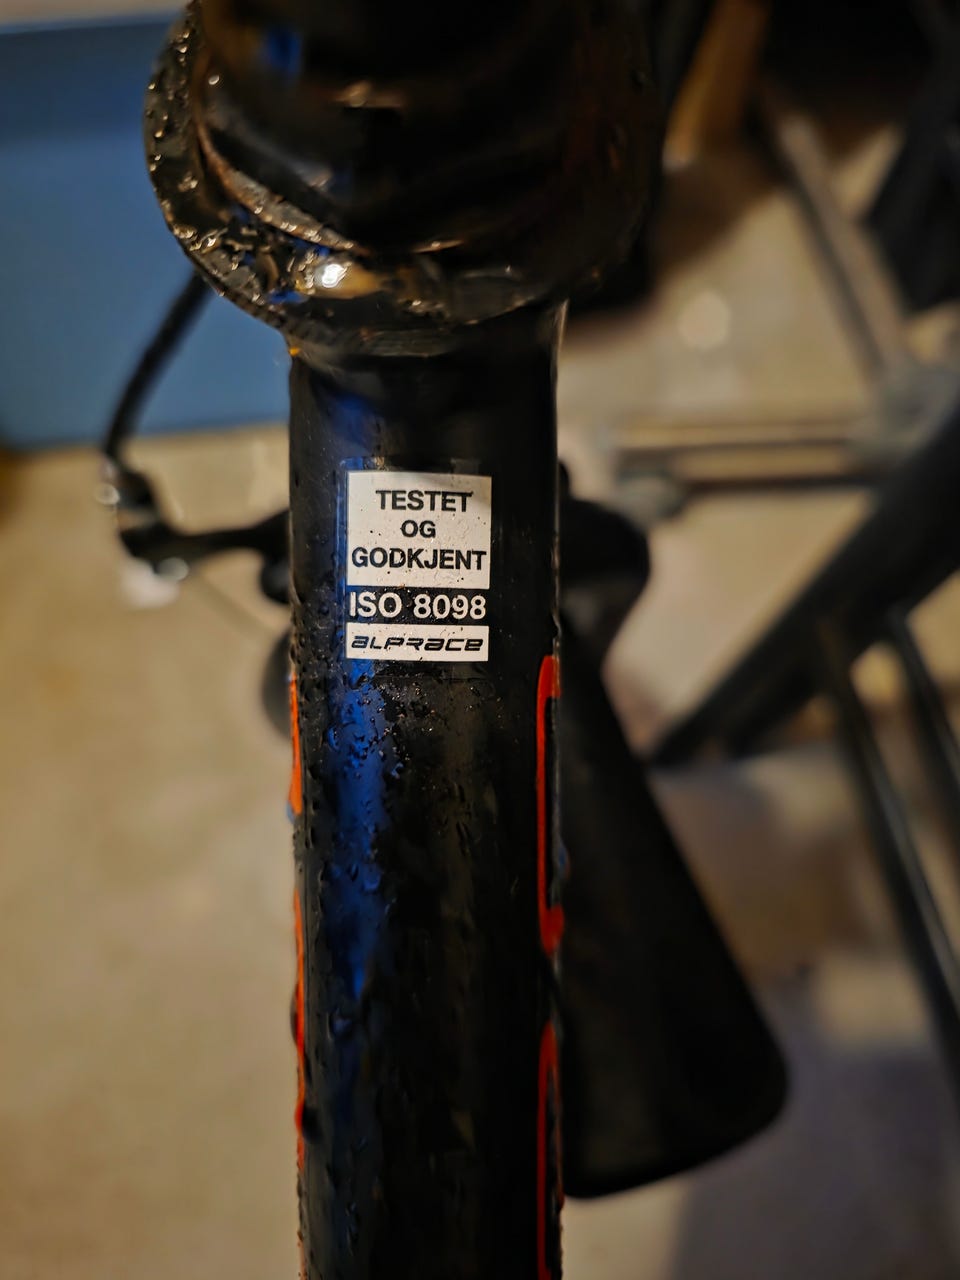 TESTET
OG
GODKJENT
ISO 8098
ALPRACE